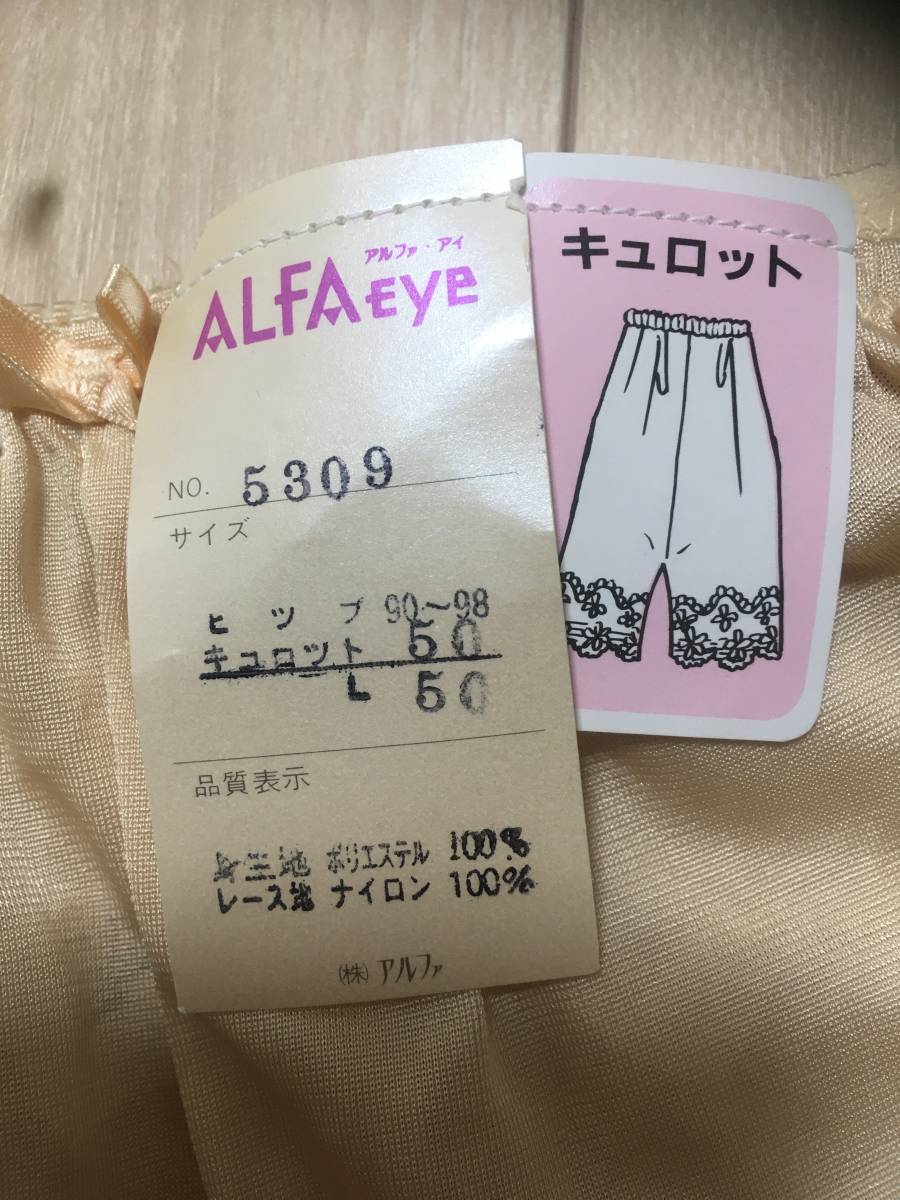 アルファ・アイ
ALFA EYE
NO. 5309
サイズ
ヒップ 90〜98
キュロット 50
L 50
品質表示
身生地 ポリエステル 100%
レース地 ナイロン 100%
(株) アルファ
キュロット